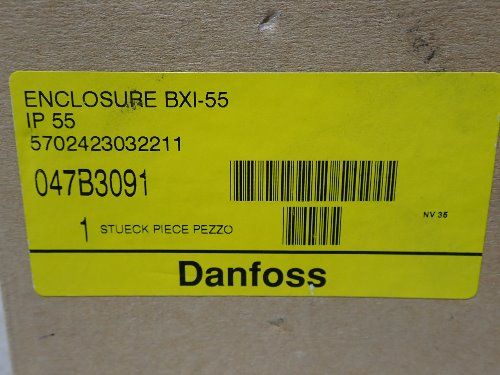 ENCLOSURE BXI-55
IP 55
5702423032211
047B3091
NV 35
1 STUECK PIECE PEZZO
Danfoss